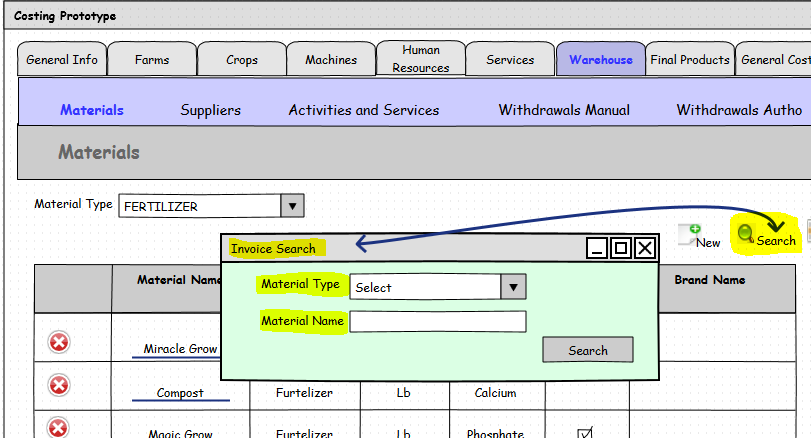 Costing Prototype
General Info Farms Crops Machines Human Resources Services Warehouse Final Products General Cost
Materials Suppliers Activities and Services Withdrawals Manual Withdrawals Autho
Materials
Material Type FERTILIZER
New Search
Invoice Search
Material Type Select
Material Name
Search
Material Name Brand Name
Miracle Grow
Compost Furtelizer Lb Calcium
Magic Grow Furtelizer Lb Phosphate